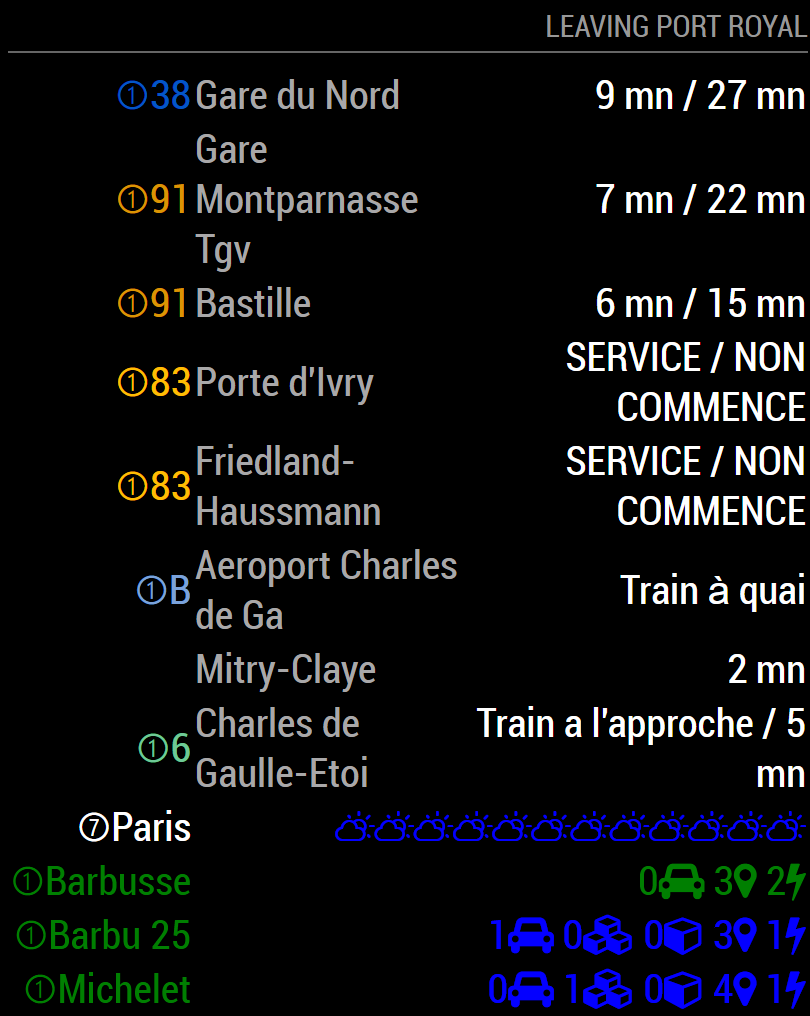 LEAVING PORT ROYAL
①38 Gare du Nord 9 mn / 27 mn
Gare
①91 Montparnasse 7 mn / 22 mn
Tgv
①91 Bastille 6 mn / 15 mn
SERVICE / NON
①83 Porte d'Ivry
COMMENCE
Friedland- SERVICE / NON
①83
Haussmann COMMENCE
Aeroport Charles
①B Train à quai
de Ga
Mitry-Claye 2 mn
Charles de Train a l'approche / 5
①6
Gaulle-Etoi mn
⑦Paris
①Barbusse 0 3 2
①Barbu 25 1 0 0 3 1
①Michelet 0 1 0 4 1